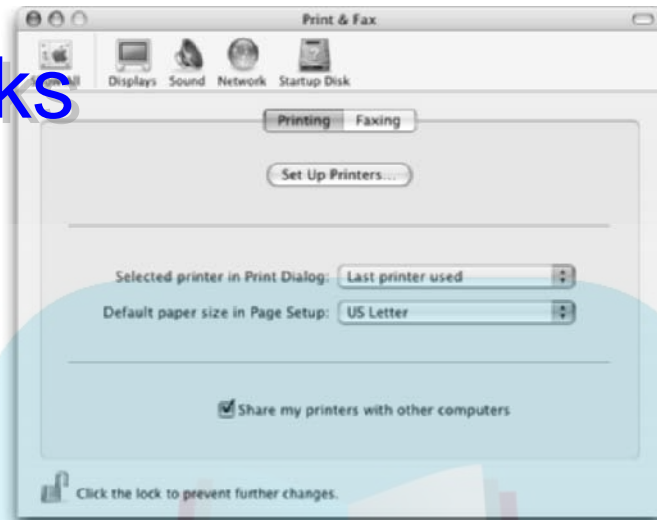 Print & Fax
ks
Show All Displays Sound Network Startup Disk
Printing Faxing
Set Up Printers...
Selected printer in Print Dialog: Last printer used
Default paper size in Page Setup: US Letter
Share my printers with other computers
Click the lock to prevent further changes.